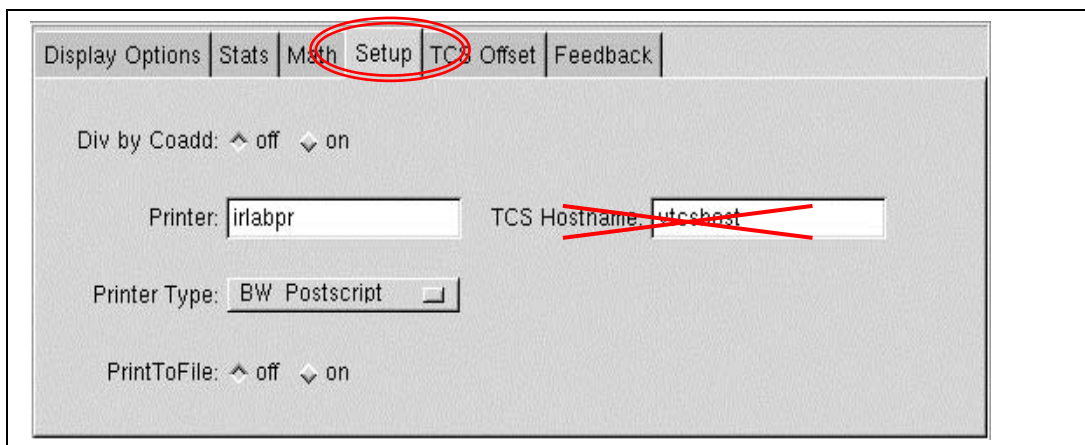 Display Options Stats Math Setup TCS Offset Feedback
Div by Coadd: off on
Printer: irlabpr TCS Hostname: vtcshost
Printer Type: BW Postscript
PrintToFile: off on